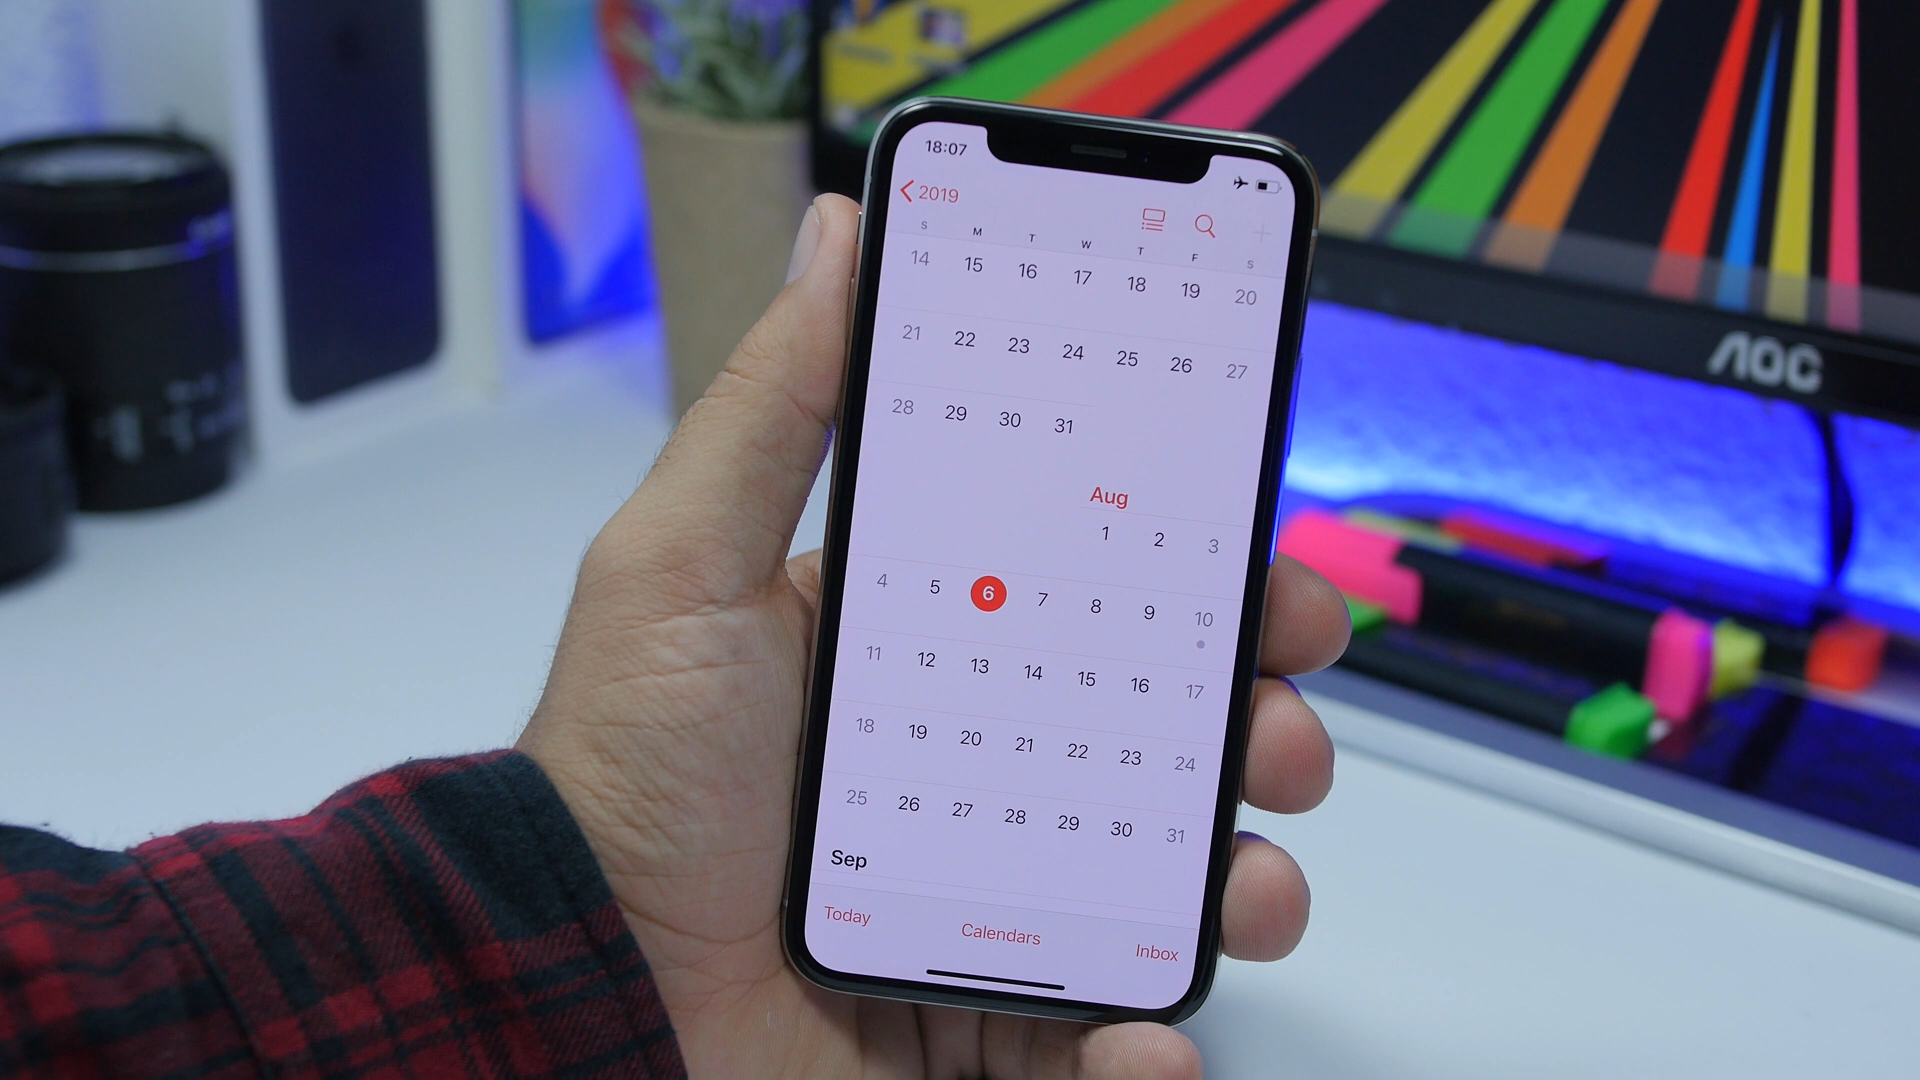 18:07
2019
S M T W T F S
14 15 16 17 18 19 20
21 22 23 24 25 26 27
28 29 30 31
Aug
1 2 3
4 5 6 7 8 9 10
11 12 13 14 15 16 17
18 19 20 21 22 23 24
25 26 27 28 29 30 31
Sep
Today Calendars Inbox
AOC